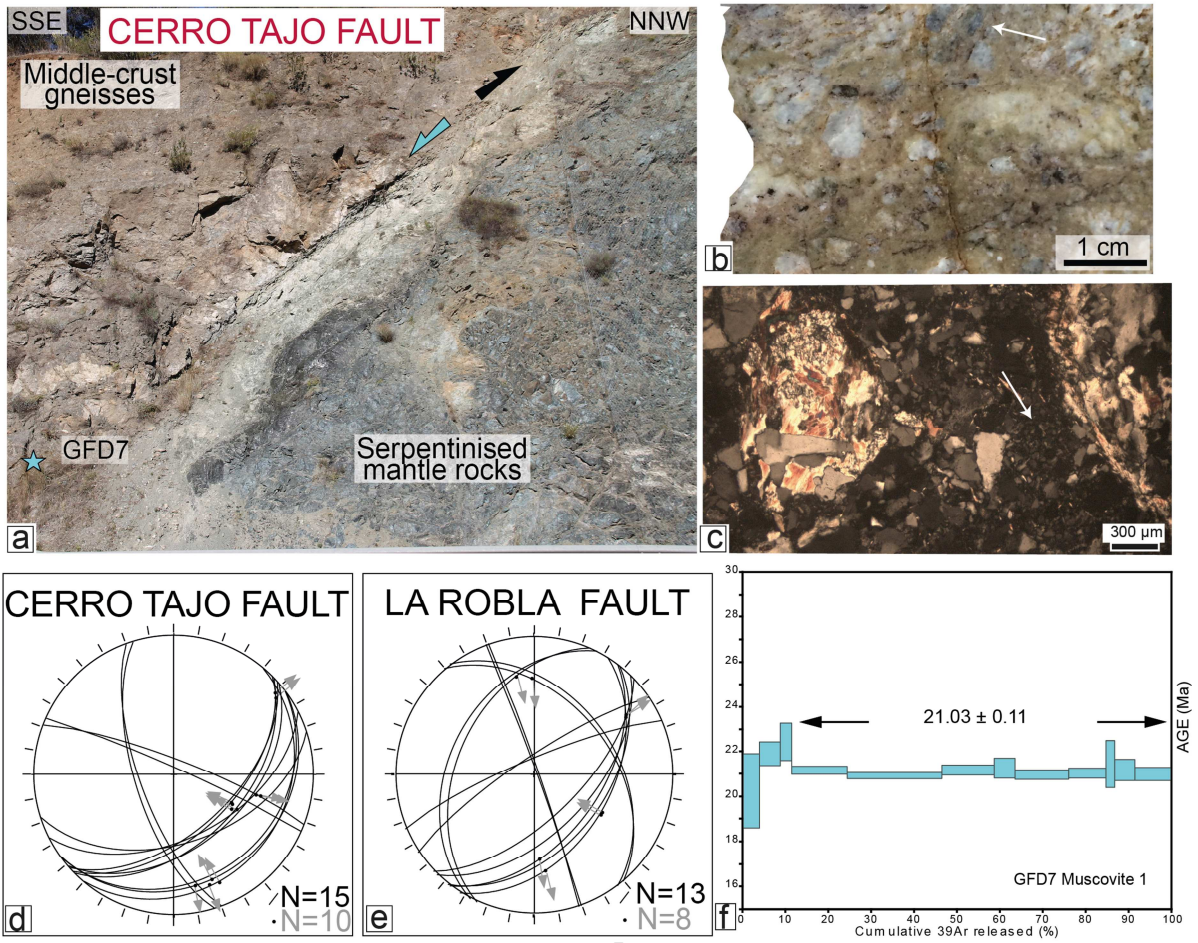 SSE
CERRO TAJO FAULT
NNW
Middle-crust
gneisses
GFD7
Serpentinised
mantle rocks
a
1 cm
b
300 µm
c
CERRO TAJO FAULT
N=15
N=10
d
LA ROBLA FAULT
N=13
N=8
e
30
28
26
24
22
21
20
18
16
21.03 ± 0.11
AGE (Ma)
GFD7 Muscovite 1
f
0 10 20 30 40 50 60 70 80 90 100
Cumulative 39Ar released (%)